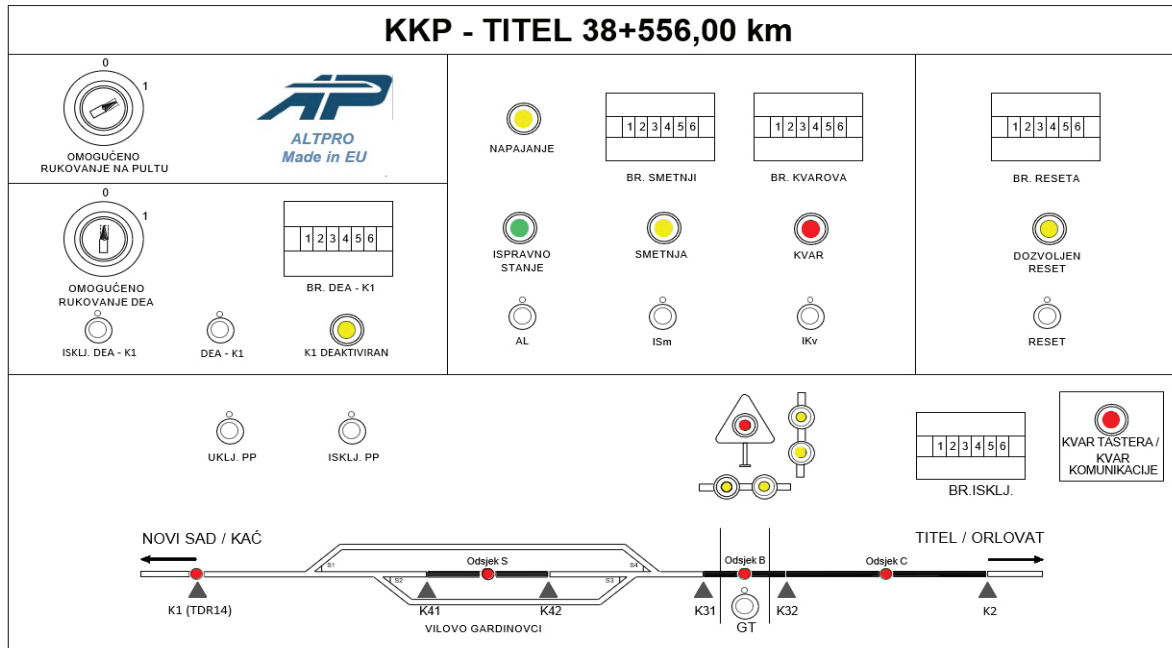 KKP - TITEL 38+556,00 km
0
1
OMOGUĆENO
RUKOVANJE NA PULTU
AP
ALTPRO
Made in EU
0
1
OMOGUĆENO
RUKOVANJE DEA
1 2 3 4 5 6
BR. DEA - K1
ISKLJ. DEA - K1
DEA - K1
K1 DEAKTIVIRAN
NAPAJANJE
1 2 3 4 5 6
BR. SMETNJI
1 2 3 4 5 6
BR. KVAROVA
ISPRAVNO
STANJE
SMETNJA
KVAR
AL
ISm
IKv
1 2 3 4 5 6
BR. RESETA
DOZVOLJEN
RESET
RESET
UKLJ. PP
ISKLJ. PP
1 2 3 4 5 6
BR.ISKLJ.
KVAR TASTERA /
KVAR
KOMUNIKACIJE
NOVI SAD / KAĆ
TITEL / ORLOVAT
S1
Odsjek S
S4
Odsjek B
Odsjek C
S2
S3
K1 (TDR14)
K41
K42
K31
GT
K32
K2
VILOVO GARDINOVCI